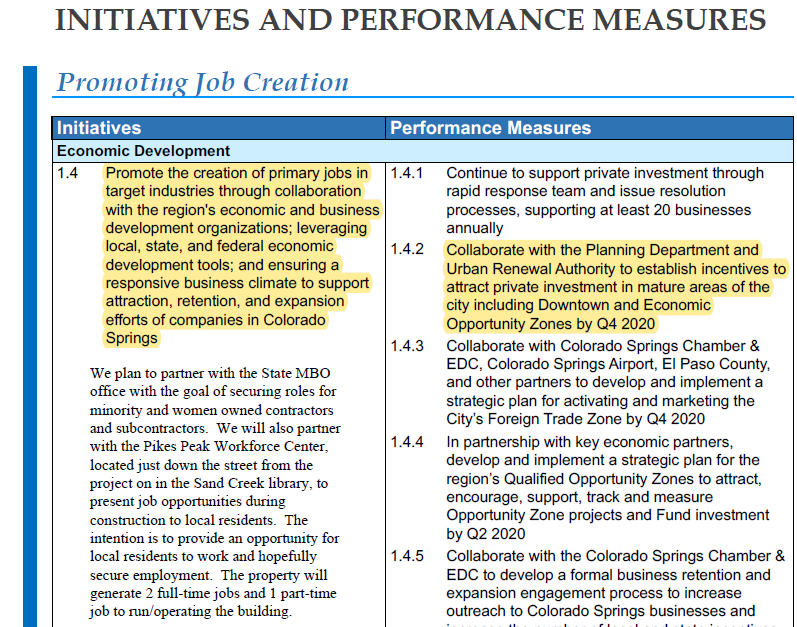 INITIATIVES AND PERFORMANCE MEASURES
Promoting Job Creation
Initiatives
Performance Measures
Economic Development
1.4 Promote the creation of primary jobs in
target industries through collaboration
with the region's economic and business
development organizations; leveraging
local, state, and federal economic
development tools; and ensuring a
responsive business climate to support
attraction, retention, and expansion
efforts of companies in Colorado
Springs
We plan to partner with the State MBO
office with the goal of securing roles for
minority and women owned contractors
and subcontractors. We will also partner
with the Pikes Peak Workforce Center,
located just down the street from the
project on in the Sand Creek library, to
present job opportunities during
construction to local residents. The
intention is to provide an opportunity for
local residents to work and hopefully
secure employment. The property will
generate 2 full-time jobs and 1 part-time
job to run/operating the building.
1.4.1 Continue to support private investment through
rapid response team and issue resolution
processes, supporting at least 20 businesses
annually
1.4.2 Collaborate with the Planning Department and
Urban Renewal Authority to establish incentives to
attract private investment in mature areas of the
city including Downtown and Economic
Opportunity Zones by Q4 2020
1.4.3 Collaborate with Colorado Springs Chamber &
EDC, Colorado Springs Airport, El Paso County,
and other partners to develop and implement a
strategic plan for activating and marketing the
City's Foreign Trade Zone by Q4 2020
1.4.4 In partnership with key economic partners,
develop and implement a strategic plan for the
region's Qualified Opportunity Zones to attract,
encourage, support, track and measure
Opportunity Zone projects and Fund investment
by Q2 2020
1.4.5 Collaborate with the Colorado Springs Chamber &
EDC to develop a formal business retention and
expansion engagement process to increase
outreach to Colorado Springs businesses and